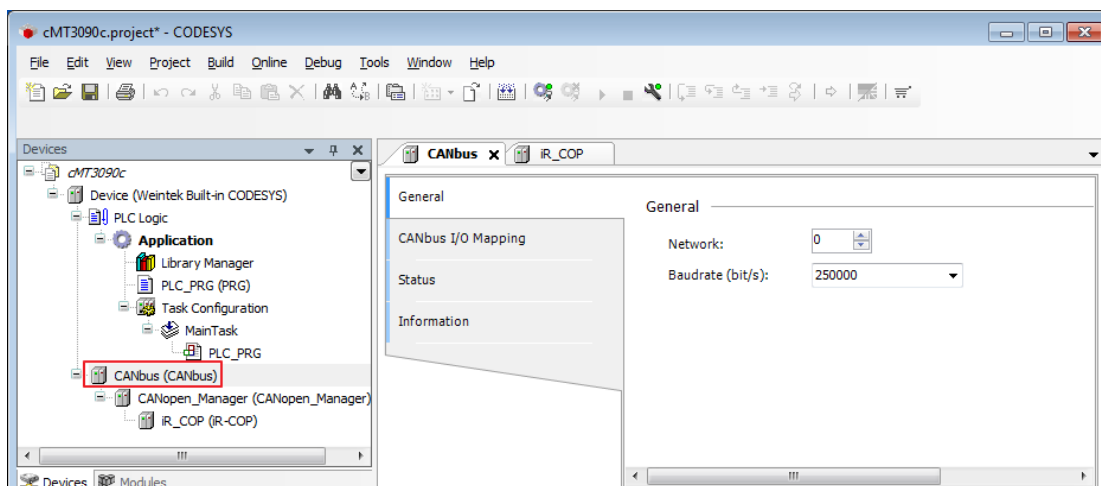 cMT3090c.project* - CODESYS
File Edit View Project Build Online Debug Tools Window Help
Devices
cMT3090c
Device (Weintek Built-in CODESYS)
PLC Logic
Application
Library Manager
PLC_PRG (PRG)
Task Configuration
MainTask
PLC_PRG
CANbus (CANbus)
CANopen_Manager (CANopen_Manager)
iR_COP (iR-COP)
Devices Modules
CANbus iR_COP
General
CANbus I/O Mapping
Status
Information
General
Network: 0
Baudrate (bit/s): 250000